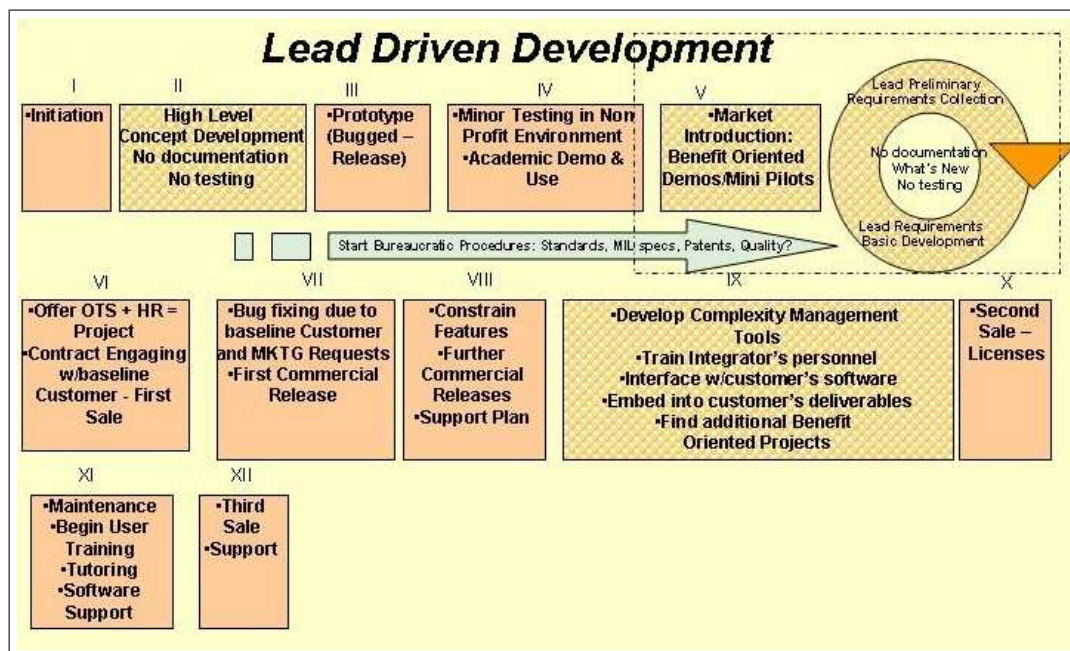 Lead Driven Development
I
•Initiation
II
High Level
Concept Development
No documentation
No testing
III
•Prototype
(Bugged –
Release)
IV
•Minor Testing in Non
Profit Environment
•Academic Demo &
Use
V
•Market
Introduction:
Benefit Oriented
Demos/Mini Pilots
Lead Preliminary
Requirements Collection
No documentation
What's New
No testing
Lead Requirements
Basic Development
Start Bureaucratic Procedures: Standards, MIL specs, Patents, Quality?
VI
•Offer OTS + HR =
Project
•Contract Engaging
w/baseline
Customer - First
Sale
VII
•Bug fixing due to
baseline Customer
and MKTG Requests
•First Commercial
Release
VIII
•Constrain
Features
•Further
Commercial
Releases
•Support Plan
IX
•Develop Complexity Management
Tools
•Train Integrator's personnel
•Interface w/customer's software
•Embed into customer's deliverables
•Find additional Benefit
Oriented Projects
X
•Second
Sale –
Licenses
XI
•Maintenance
•Begin User
Training
•Tutoring
•Software
Support
XII
•Third
Sale
•Support